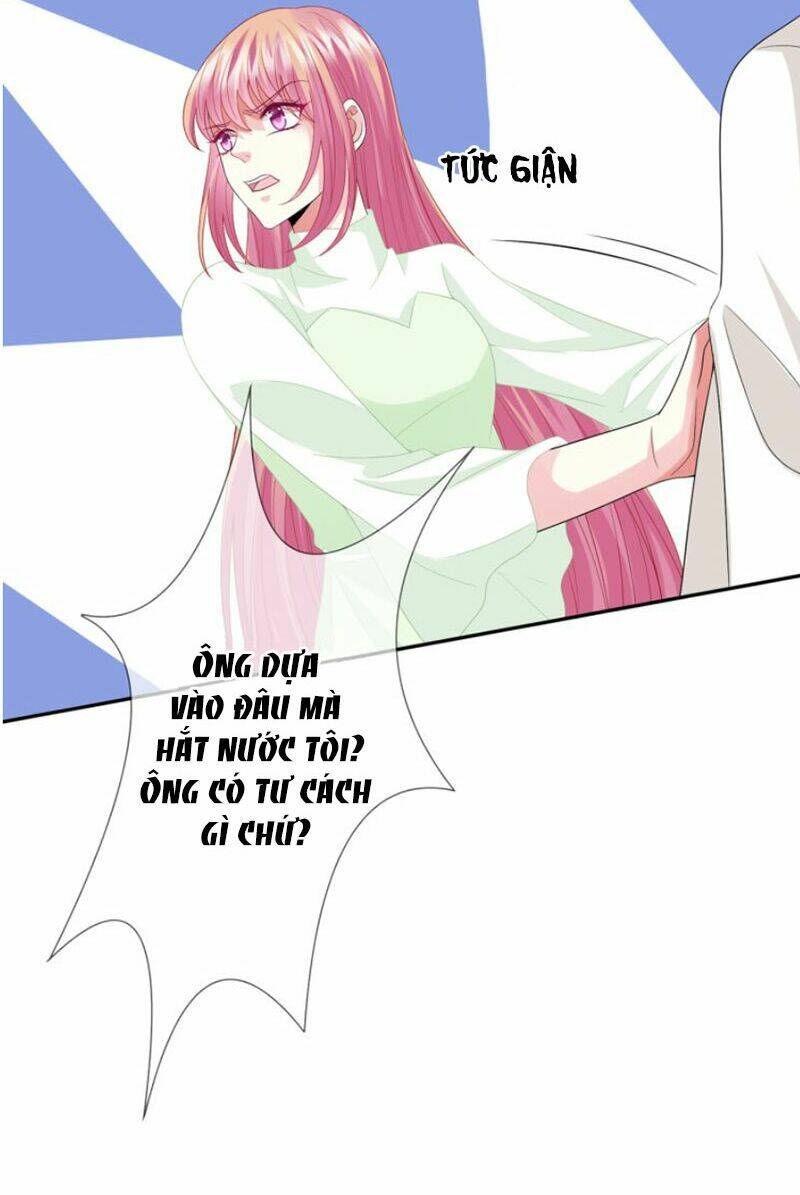 TỨC GIẬN
ÔNG DỰA
VÀO ĐÂU MÀ
HẮT NƯỚC TÔI?
ÔNG CÓ TƯ CÁCH
GÌ CHỨ?